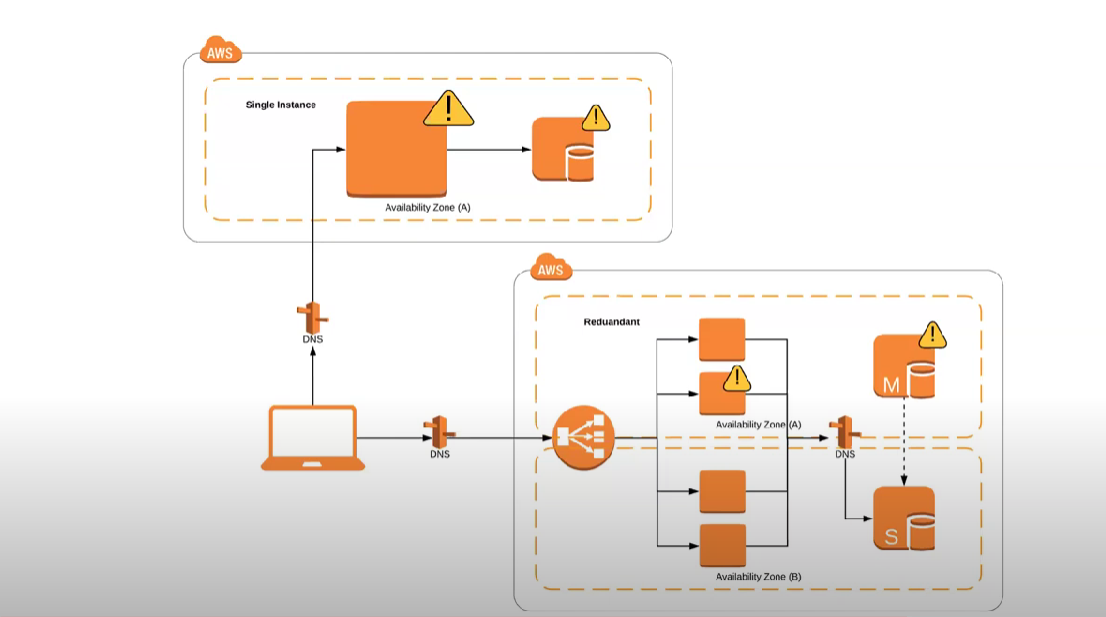 AWS
Single Instance
Availability Zone (A)
DNS
AWS
Reduandant
M
Availability Zone (A)
DNS
DNS
S
Availability Zone (B)